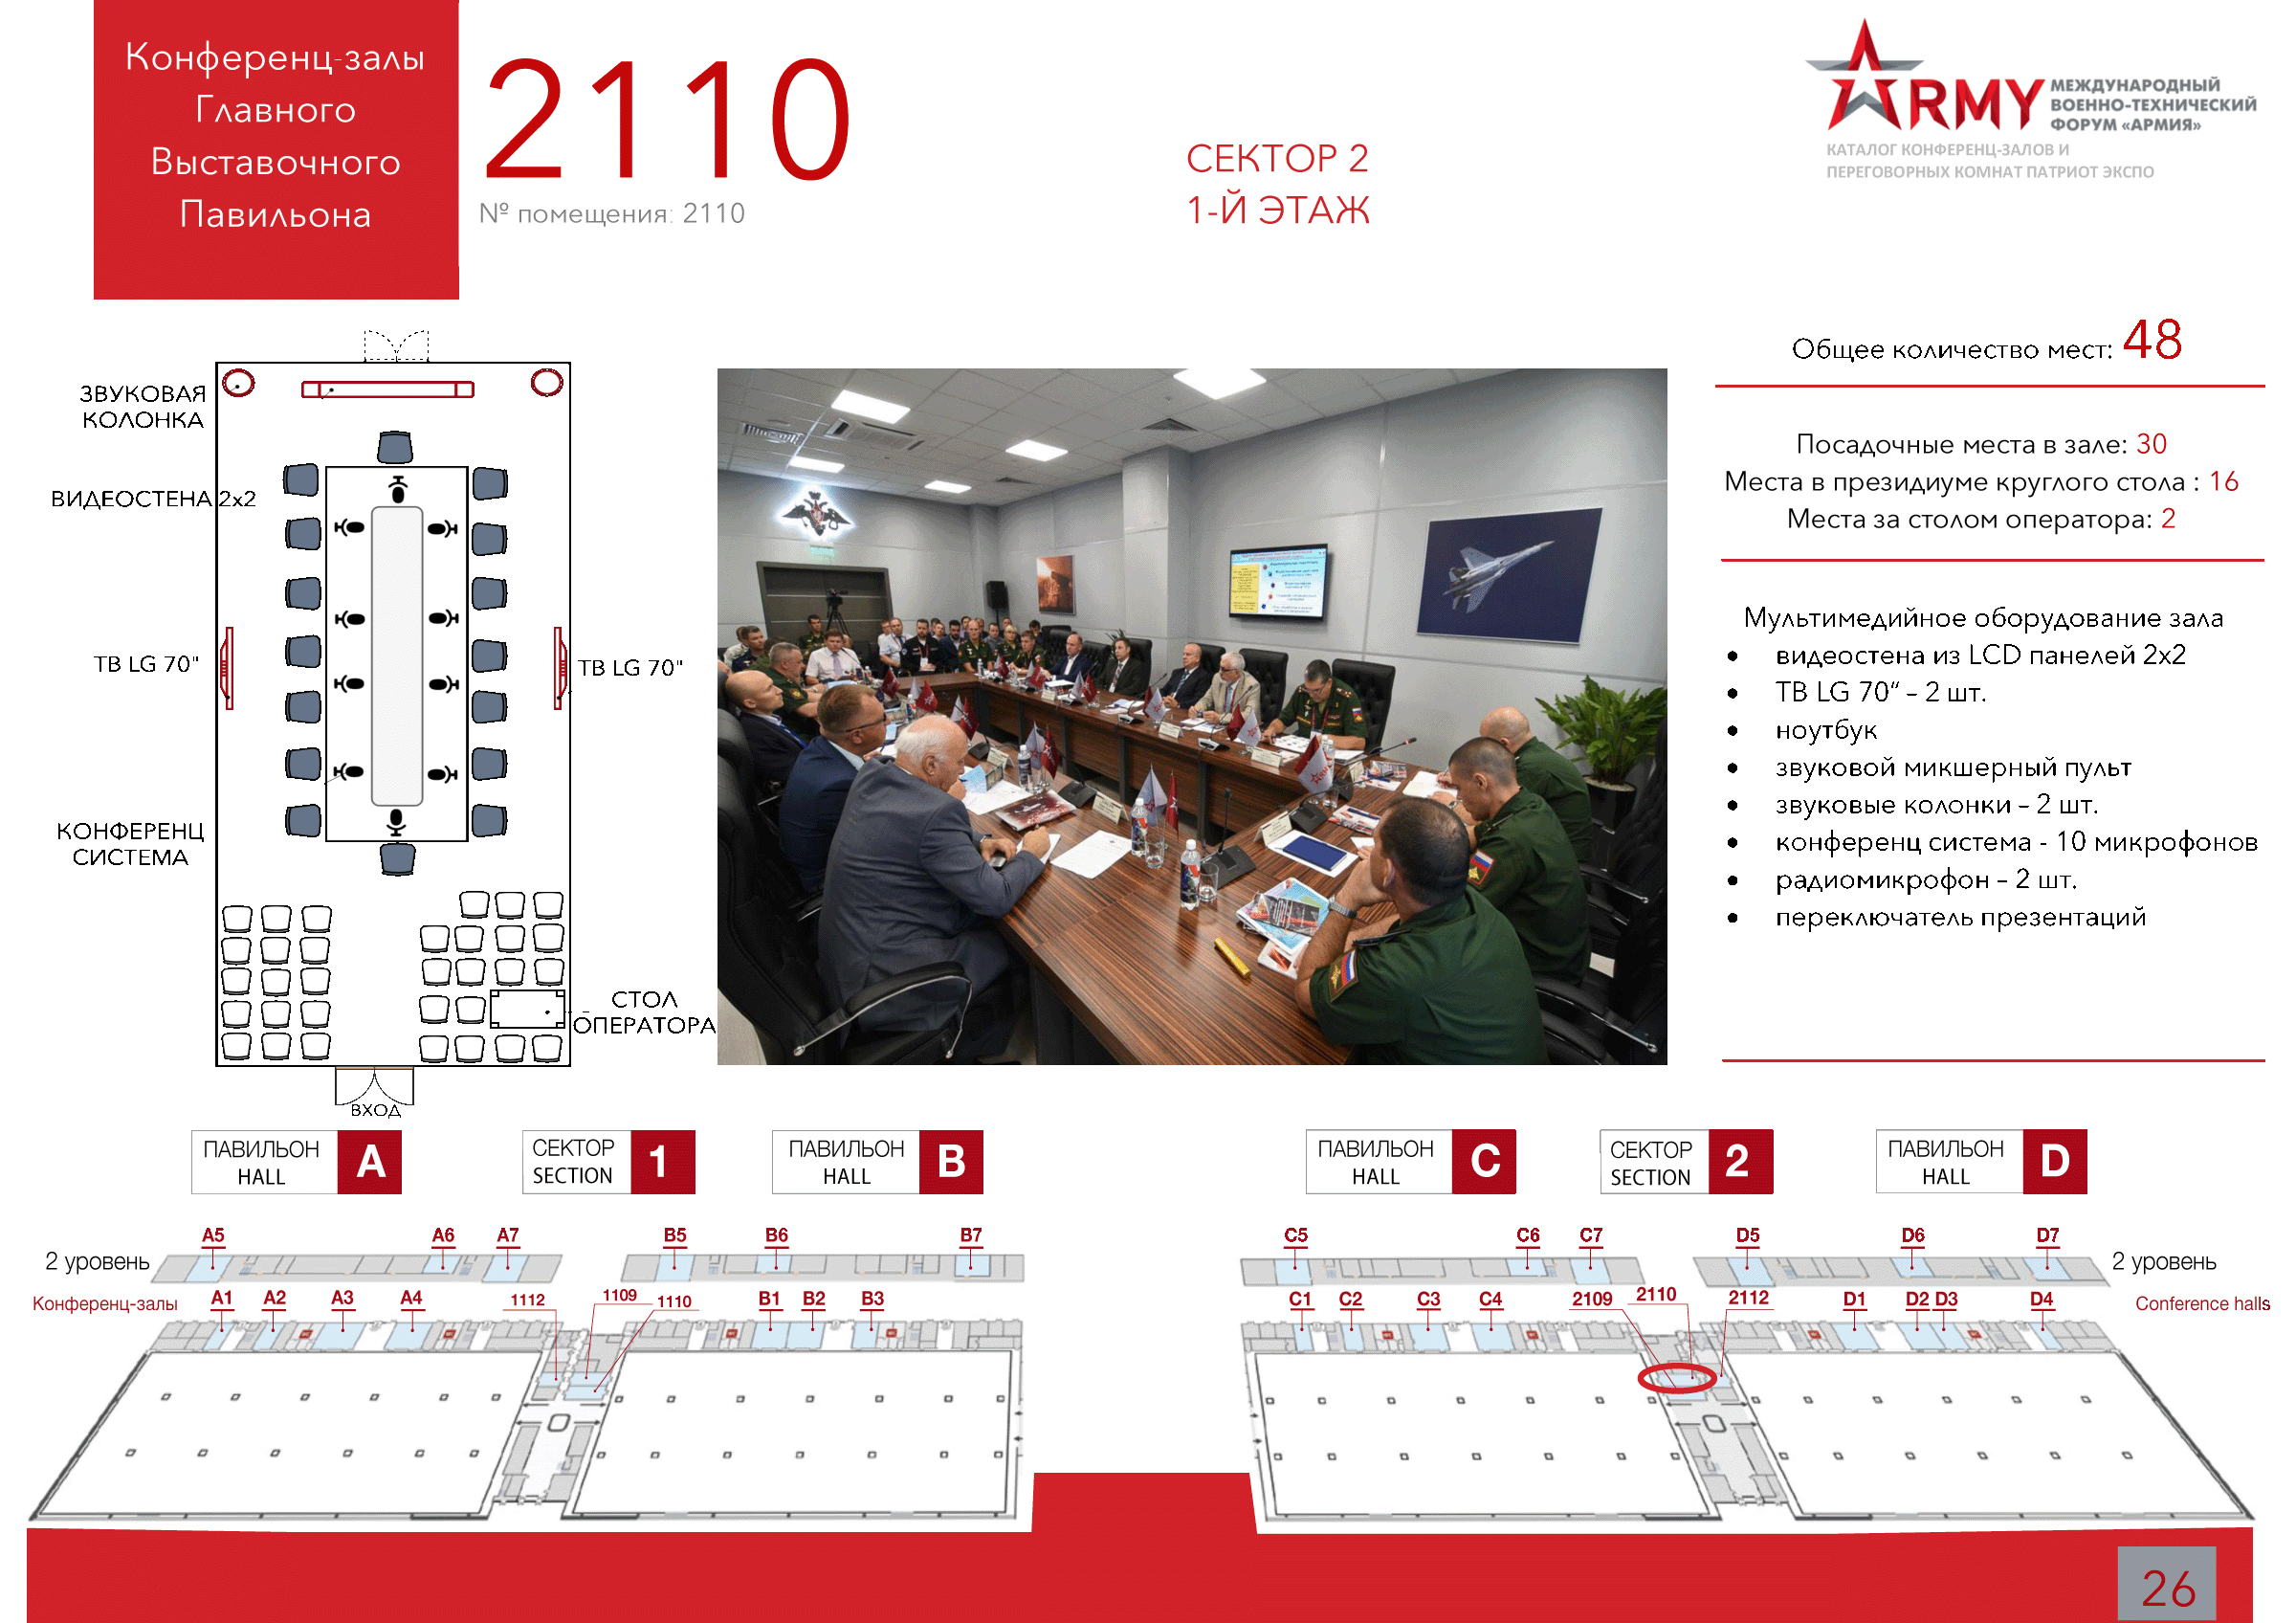 Конференц-залы
Главного
Выставочного
Павильона
2110
№ помещения: 2110
СЕКТОР 2
1-Й ЭТАЖ
ARMY
МЕЖДУНАРОДНЫЙ
ВОЕННО-ТЕХНИЧЕСКИЙ
ФОРУМ «АРМИЯ»
КАТАЛОГ КОНФЕРЕНЦ-ЗАЛОВ И
ПЕРЕГОВОРНЫХ КОМНАТ ПАТРИОТ ЭКСПО
ЗВУКОВАЯ
КОЛОНКА
ВИДЕОСТЕНА 2х2
ТВ LG 70"
ТВ LG 70"
КОНФЕРЕНЦ
СИСТЕМА
СТОЛ
ОПЕРАТОРА
ВХОД
Общее количество мест: 48
Посадочные места в зале: 30
Места в президиуме круглого стола : 16
Места за столом оператора: 2
Мультимедийное оборудование зала
• видеостена из LCD панелей 2х2
• ТВ LG 70“ – 2 шт.
• ноутбук
• звуковой микшерный пульт
• звуковые колонки – 2 шт.
• конференц система - 10 микрофонов
• радиомикрофон – 2 шт.
• переключатель презентаций
ПАВИЛЬОН
HALL
A
СЕКТОР
SECTION
1
ПАВИЛЬОН
HALL
B
ПАВИЛЬОН
HALL
C
СЕКТОР
SECTION
2
ПАВИЛЬОН
HALL
D
A5 A6 A7 B5 B6 B7 C5 C6 C7 D5 D6 D7
2 уровень
2 уровень
Конференц-залы
A1 A2 A3 A4 1112 1109 1110 B1 B2 B3 C1 C2 C3 C4 2109 2110 2112 D1 D2 D3 D4
Conference halls
26